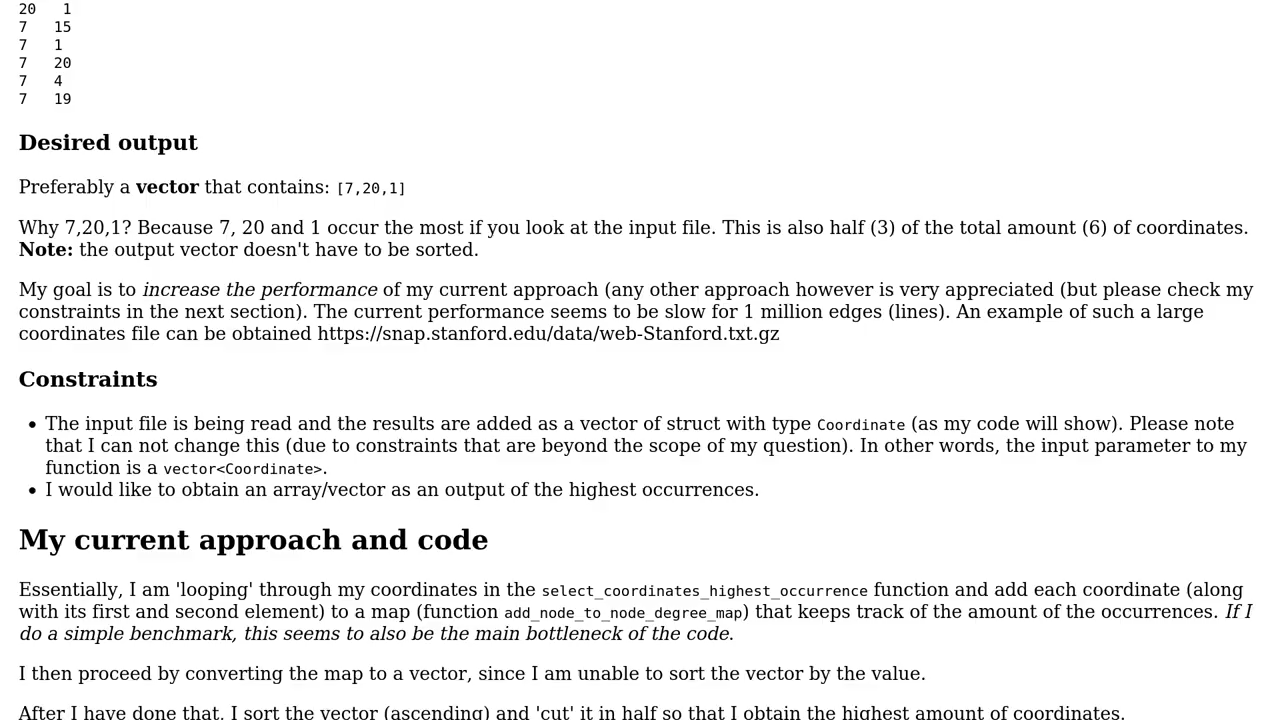 20   1
7   15
7   1
7   20
7   4
7   19
Desired output
Preferably a vector that contains: [7,20,1]
Why 7,20,1? Because 7, 20 and 1 occur the most if you look at the input file. This is also half (3) of the total amount (6) of coordinates.
Note: the output vector doesn't have to be sorted.
My goal is to increase the performance of my current approach (any other approach however is very appreciated (but please check my
constraints in the next section). The current performance seems to be slow for 1 million edges (lines). An example of such a large
coordinates file can be obtained https://snap.stanford.edu/data/web-Stanford.txt.gz
Constraints
• The input file is being read and the results are added as a vector of struct with type Coordinate (as my code will show). Please note
that I can not change this (due to constraints that are beyond the scope of my question). In other words, the input parameter to my
function is a vector<Coordinate>.
• I would like to obtain an array/vector as an output of the highest occurrences.
My current approach and code
Essentially, I am 'looping' through my coordinates in the select_coordinates_highest_occurrence function and add each coordinate (along
with its first and second element) to a map (function add_node_to_node_degree_map) that keeps track of the amount of the occurrences. If I
do a simple benchmark, this seems to also be the main bottleneck of the code.
I then proceed by converting the map to a vector, since I am unable to sort the vector by the value.
After I have done that, I sort the vector (ascending) and 'cut' it in half so that I obtain the highest amount of coordinates.